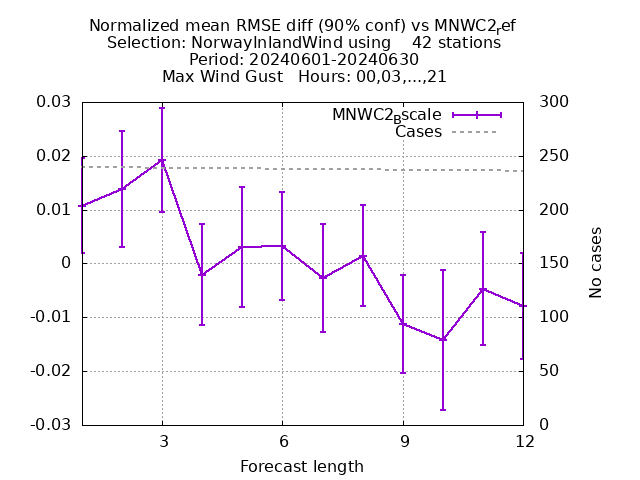 Normalized mean RMSE diff (90% conf) vs MNWC2_ref
Selection: NorwayInlandWind using 42 stations
Period: 20240601-20240630
Max Wind Gust Hours: 00,03,...,21
MNWC2_Bscale
Cases
0.03
0.02
0.01
0
-0.01
-0.02
-0.03
300
250
200
150
100
50
0
No cases
3 6 9 12
Forecast length